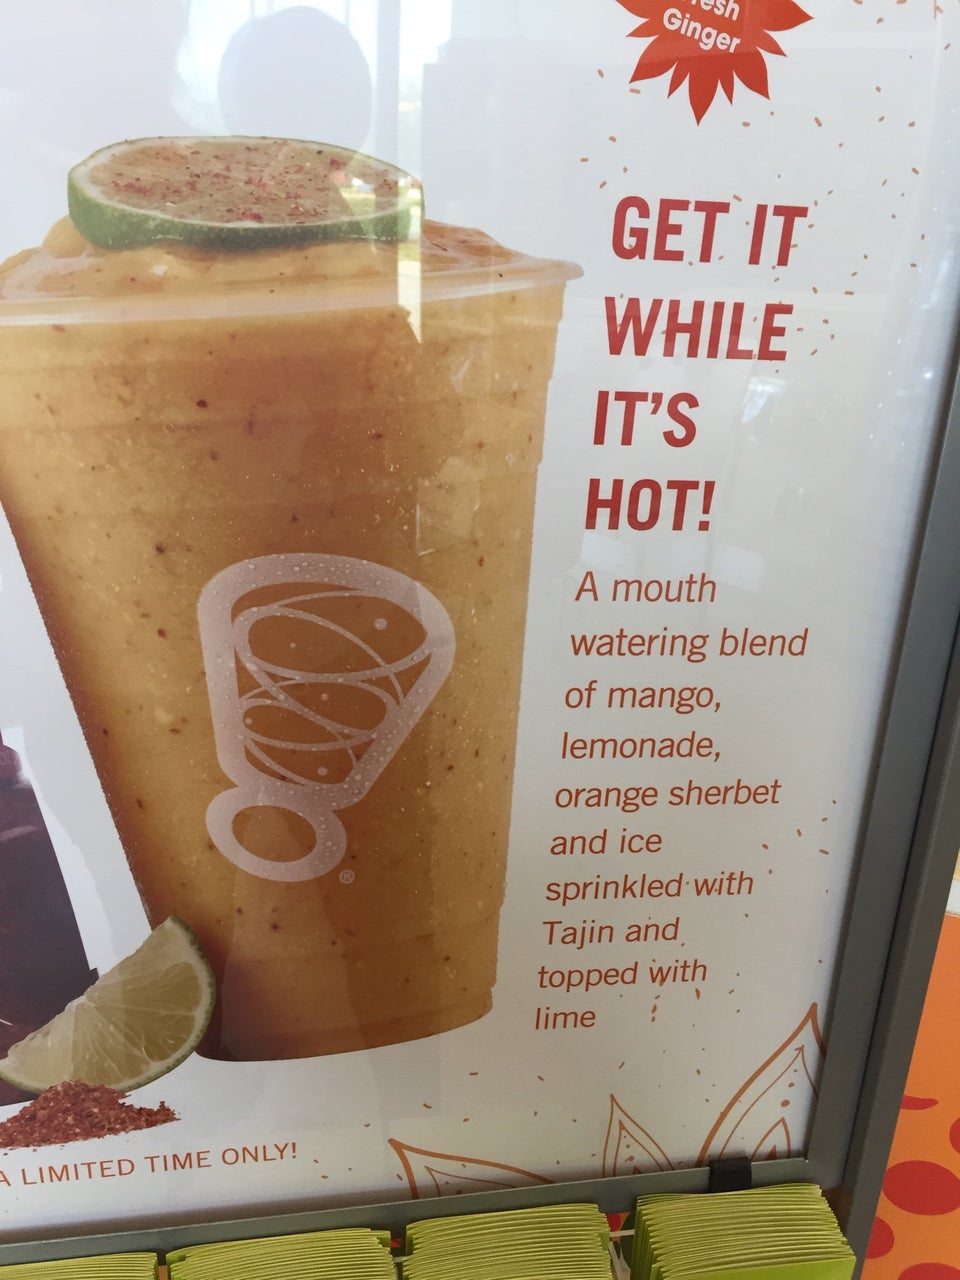 Ginger
GET IT
WHILE
IT'S
HOT!
A mouth
watering blend
of mango,
lemonade,
orange sherbet
and ice
sprinkled with
Tajin and
topped with
lime
A LIMITED TIME ONLY!
®